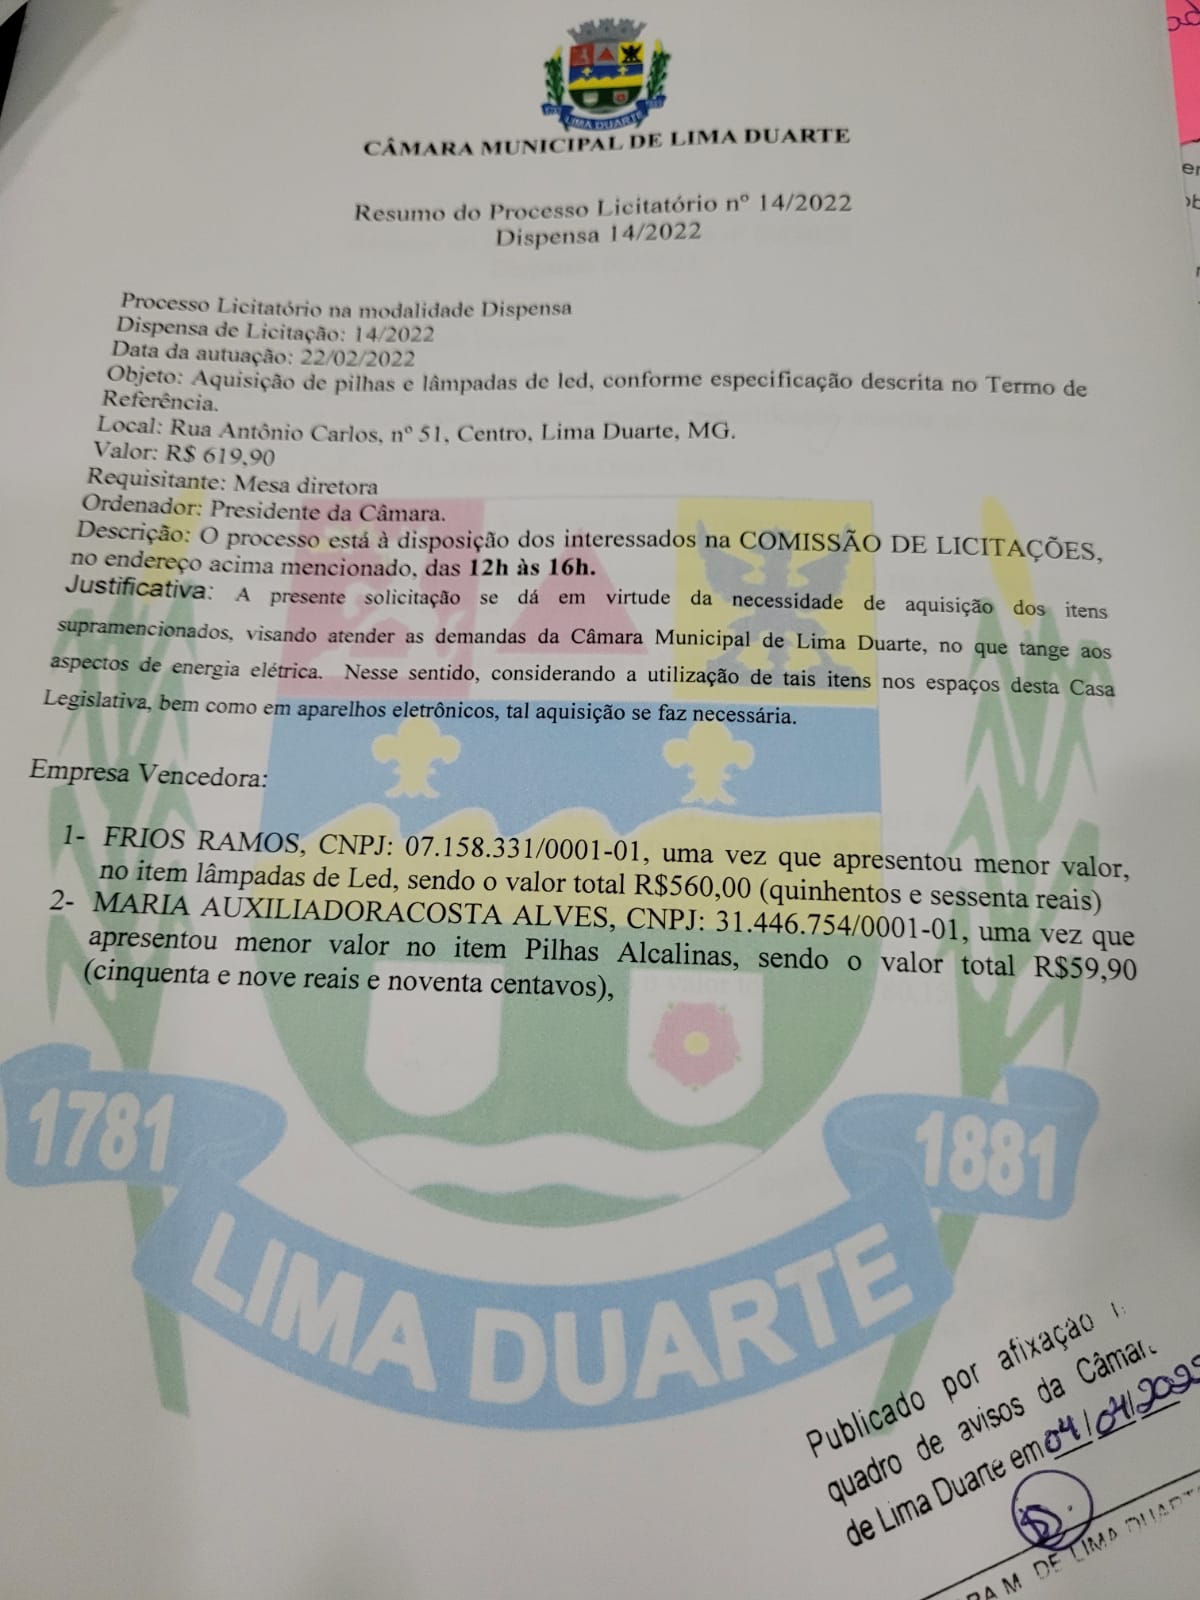 LIMA DUARTE
CÂMARA MUNICIPAL DE LIMA DUARTE
Resumo do Processo Licitatório nº 14/2022
Dispensa 14/2022
Processo Licitatório na modalidade Dispensa
Dispensa de Licitação: 14/2022
Data da autuação: 22/02/2022
Objeto: Aquisição de pilhas e lâmpadas de led, conforme especificação descrita no Termo de
Referência.
Local: Rua Antônio Carlos, nº 51, Centro, Lima Duarte, MG.
Valor: R$ 619,90
Requisitante: Mesa diretora
Ordenador: Presidente da Câmara.
Descrição: O processo está à disposição dos interessados na COMISSÃO DE LICITAÇÕES,
no endereço acima mencionado, das 12h às 16h.
Justificativa: A presente solicitação se dá em virtude da necessidade de aquisição dos itens
supramencionados, visando atender as demandas da Câmara Municipal de Lima Duarte, no que tange aos
aspectos de energia elétrica. Nesse sentido, considerando a utilização de tais itens nos espaços desta Casa
Legislativa, bem como em aparelhos eletrônicos, tal aquisição se faz necessária.
Empresa Vencedora:
1- FRIOS RAMOS, CNPJ: 07.158.331/0001-01, uma vez que apresentou menor valor,
no item lâmpadas de Led, sendo o valor total R$560,00 (quinhentos e sessenta reais)
2- MARIA AUXILIADORACOSTA ALVES, CNPJ: 31.446.754/0001-01, uma vez que
apresentou menor valor no item Pilhas Alcalinas, sendo o valor total R$59,90
(cinquenta e nove reais e noventa centavos),
1781
1881
LIMA DUARTE
Publicado por afixação
quadro de avisos da Câmar
de Lima Duarte em 04/04/202
DE LIMA DUART